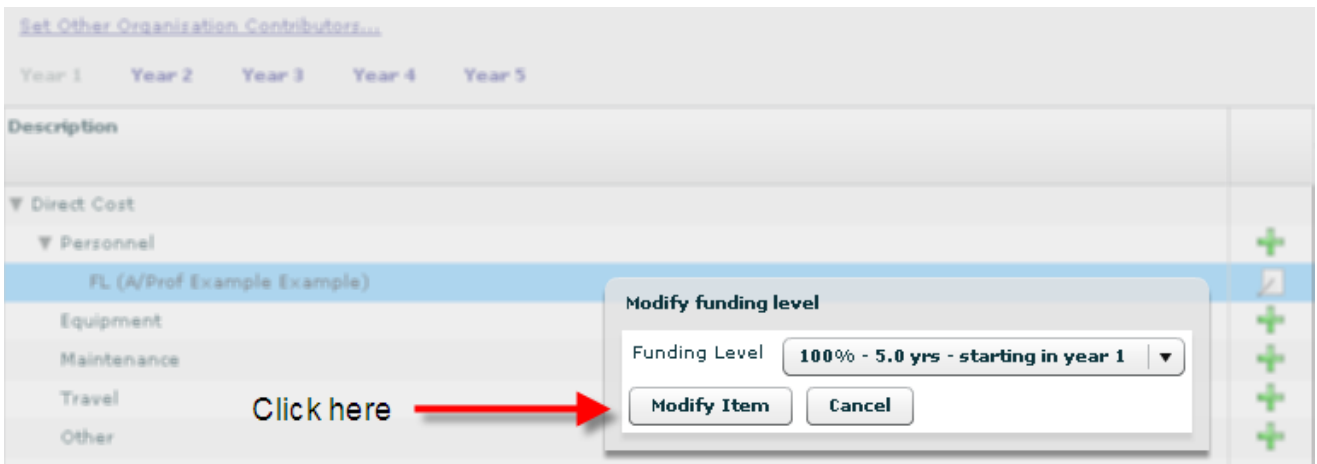 Set Other Organisation Contributors...
Year 1 Year 2 Year 3 Year 4 Year 5
Description
Direct Cost
Personnel
FL (A/Prof Example Example)
Modify funding level
Equipment
Funding Level 100% - 5.0 yrs - starting in year 1
Maintenance
Travel
Click here
Modify Item Cancel
Other